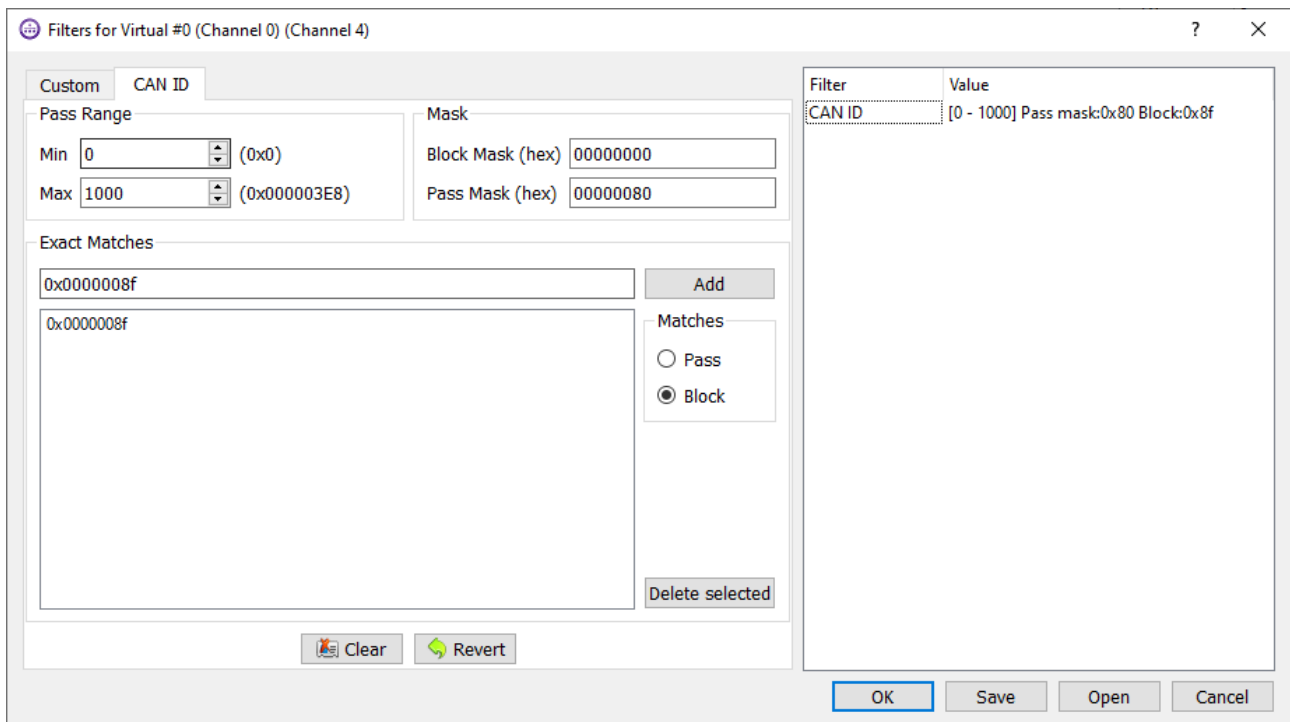 Filters for Virtual #0 (Channel 0) (Channel 4)
?
Custom
CAN ID
Pass Range
Min 0 (0x0)
Max 1000 (0x000003E8)
Mask
Block Mask (hex) 00000000
Pass Mask (hex) 00000080
Exact Matches
0x0000008f
Add
0x0000008f
Matches
Pass
Block
Delete selected
Clear
Revert
Filter Value
CAN ID [0 - 1000] Pass mask:0x80 Block:0x8f
OK
Save
Open
Cancel